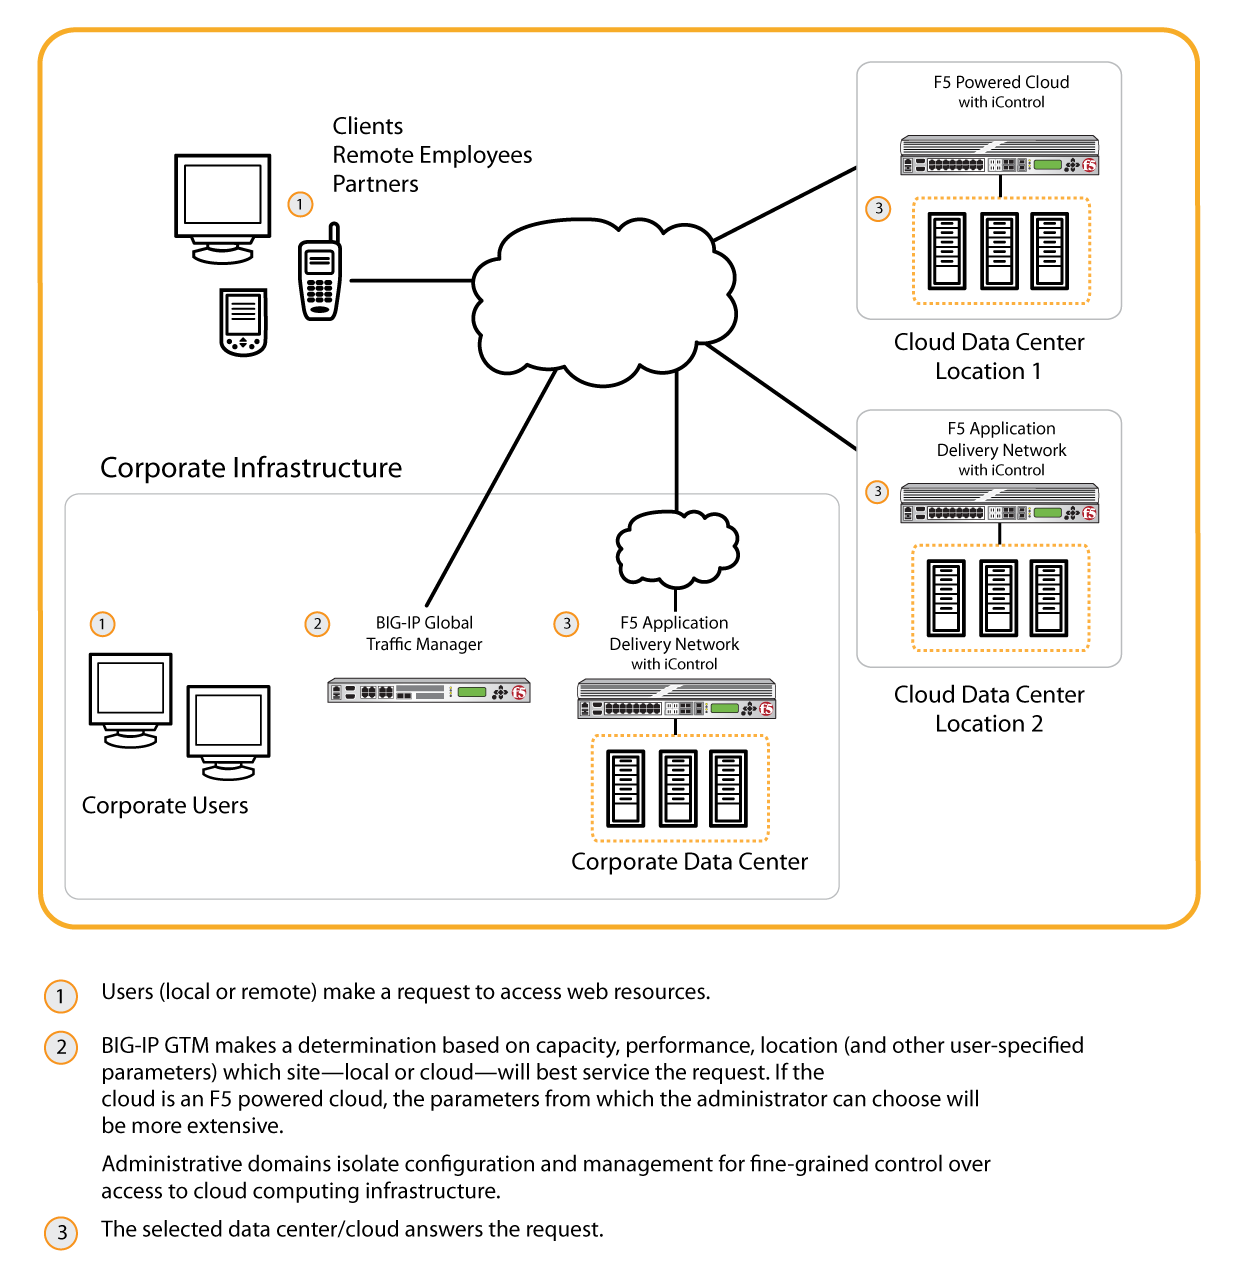 F5 Powered Cloud
with iControl
f5
3
Cloud Data Center
Location 1
Clients
Remote Employees
Partners
1
F5 Application
Delivery Network
with iControl
f5
3
Cloud Data Center
Location 2
Corporate Infrastructure
1
Corporate Users
2
BIG-IP Global
Traffic Manager
f5
3
F5 Application
Delivery Network
with iControl
f5
Corporate Data Center
1 Users (local or remote) make a request to access web resources.
2 BIG-IP GTM makes a determination based on capacity, performance, location (and other user-specified
parameters) which site—local or cloud—will best service the request. If the
cloud is an F5 powered cloud, the parameters from which the administrator can choose will
be more extensive.
Administrative domains isolate configuration and management for fine-grained control over
access to cloud computing infrastructure.
3 The selected data center/cloud answers the request.